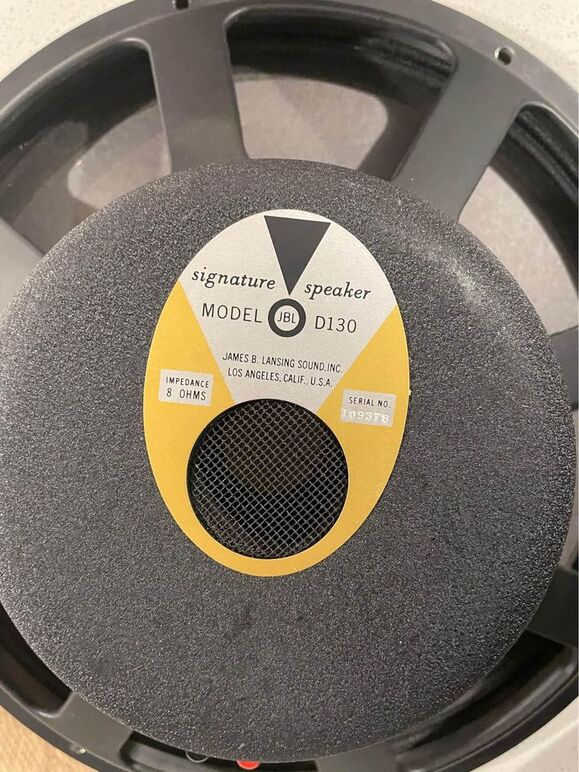 signature speaker
MODEL JBL D130
JAMES B. LANSING SOUND, INC.
LOS ANGELES, CALIF., U.S.A.
IMPEDANCE
8 OHMS
SERIAL NO.
109378